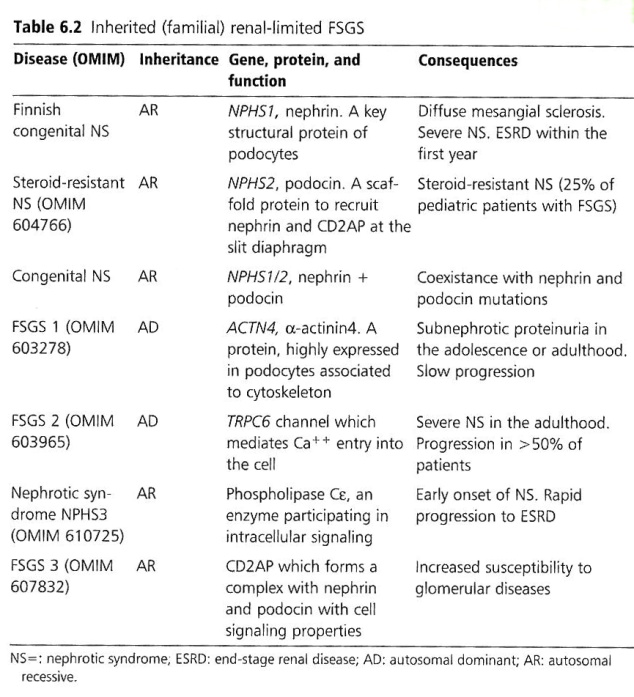 Table 6.2 Inherited (familial) renal-limited FSGS
Disease (OMIM) Inheritance Gene, protein, and function Consequences
Finnish AR NPHS1, nephrin. A key Diffuse mesangial sclerosis.
congenital NS structural protein of Severe NS. ESRD within the
podocytes first year
Steroid-resistant AR NPHS2, podocin. A scaf- Steroid-resistant NS (25% of
NS (OMIM fold protein to recruit pediatric patients with FSGS)
604766) nephrin and CD2AP at the
slit diaphragm
Congenital NS AR NPHS1/2, nephrin + Coexistance with nephrin and
podocin podocin mutations
FSGS 1 (OMIM AD ACTN4, α-actinin4. A Subnephrotic proteinuria in
603278) protein, highly expressed the adolescence or adulthood.
in podocytes associated Slow progression
to cytoskeleton
FSGS 2 (OMIM AD TRPC6 channel which Severe NS in the adulthood.
603965) mediates Ca++ entry into Progression in >50% of
the cell patients
Nephrotic syn- AR Phospholipase Cε, an Early onset of NS. Rapid
drome NPHS3 enzyme participating in progression to ESRD
(OMIM 610725) intracellular signaling
FSGS 3 (OMIM AR CD2AP which forms a Increased susceptibility to
607832) complex with nephrin glomerular diseases
and podocin with cell
signaling properties
NS=: nephrotic syndrome; ESRD: end-stage renal disease; AD: autosomal dominant; AR: autosomal
recessive.